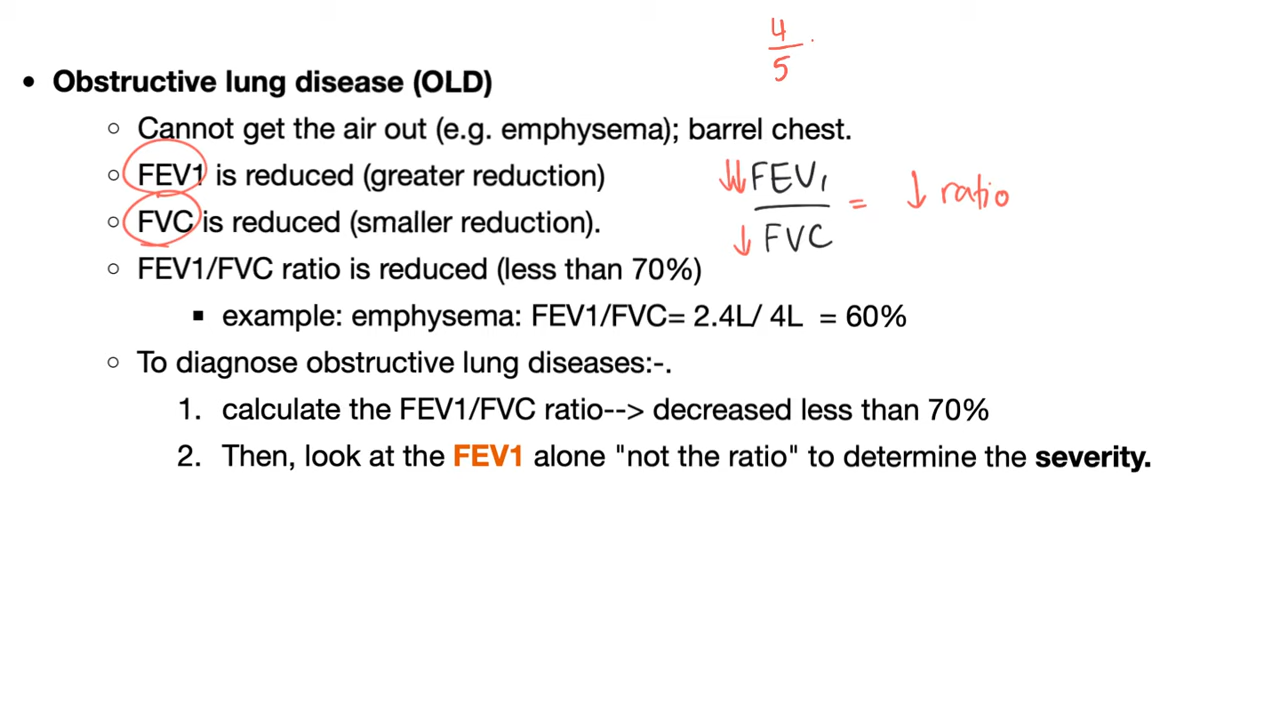 4
5
• Obstructive lung disease (OLD)
○ Cannot get the air out (e.g. emphysema); barrel chest.
○ FEV1 is reduced (greater reduction)
○ FVC is reduced (smaller reduction).
↓↓ FEV₁
↓ FVC
= ↓ ratio
○ FEV1/FVC ratio is reduced (less than 70%)
▪ example: emphysema: FEV1/FVC= 2.4L/ 4L = 60%
○ To diagnose obstructive lung diseases:-.
1. calculate the FEV1/FVC ratio--> decreased less than 70%
2. Then, look at the FEV1 alone "not the ratio" to determine the severity.